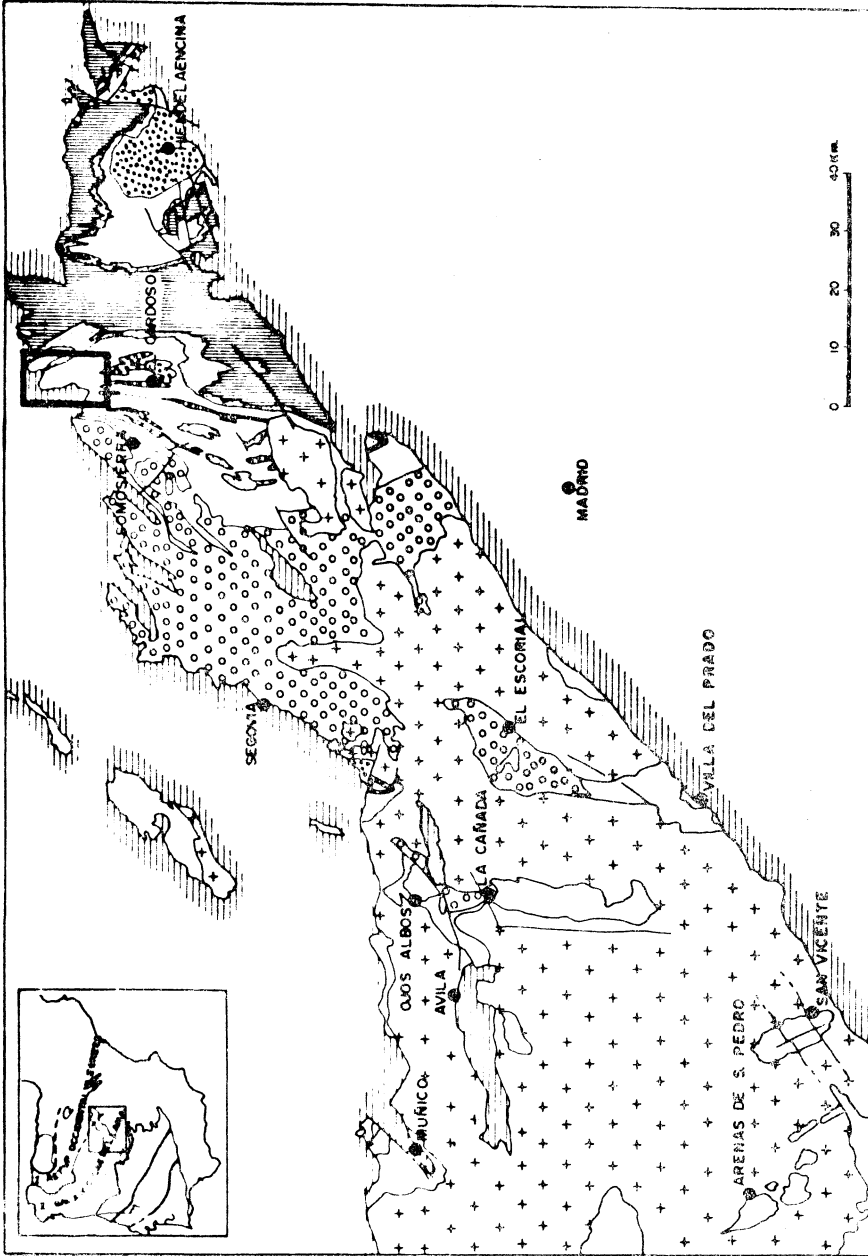 HIENDELAENCINA
CARDOSO
SOMOSIERRA
SEGOVIA
MADRID
EL ESCORIAL
VILLA DEL PRADO
LA CAÑADA
OJOS ALBOS
AVILA
MUÑICO
SAN VICENTE
ARENAS DE S. PEDRO
0 10 20 30 40 Km.